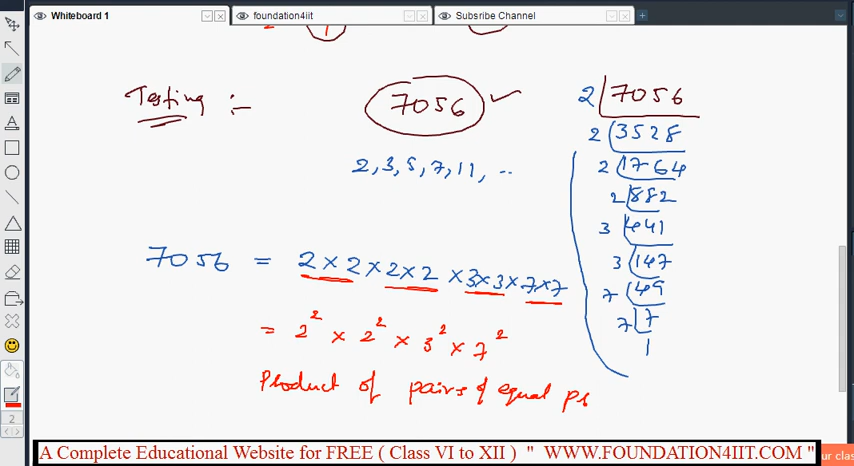 Whiteboard 1 foundation4iit Subsribe Channel
Testing :- 7056 ✓
2, 3, 5, 7, 11, ..
2 | 7056
2 | 3528
2 | 1764
2 | 882
3 | 441
3 | 147
7 | 49
7 | 7
1
7056 = 2 × 2 × 2 × 2 × 3 × 3 × 7 × 7
= 2² × 2² × 3² × 7²
Product of pairs of equal
2
A Complete Educational Website for FREE ( Class VI to XII ) " WWW.FOUNDATION4IIT.COM "
ur clas